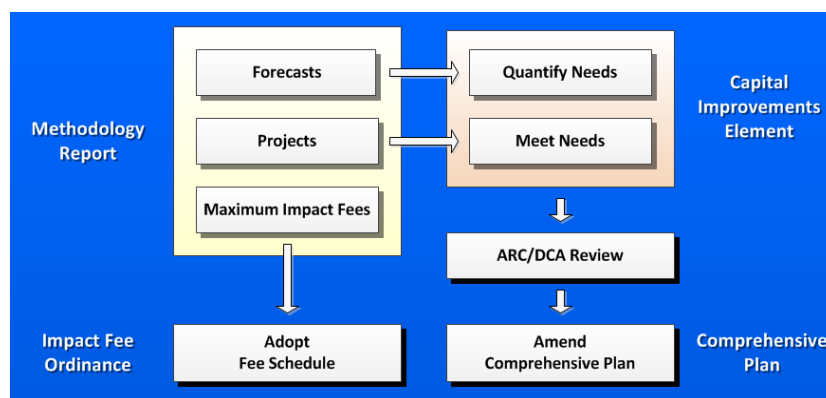 Methodology
Report
Forecasts
Projects
Maximum Impact Fees
Quantify Needs
Meet Needs
Capital
Improvements
Element
ARC/DCA Review
Impact Fee
Ordinance
Adopt
Fee Schedule
Amend
Comprehensive Plan
Comprehensive
Plan